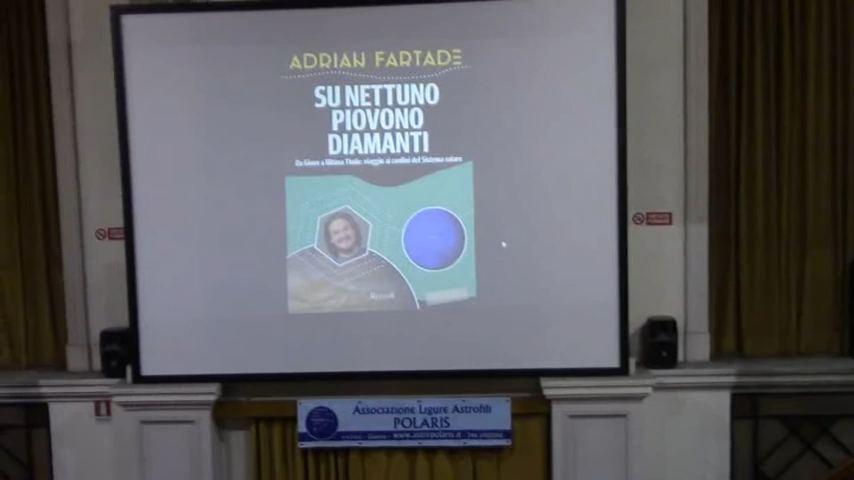 ADRIAN FARTADE
SU NETTUNO
PIOVONO
DIAMANTI
Da Giove a Ultima Thule: viaggio ai confini del Sistema solare
Rizzoli
Associazione Ligure Astrofili
POLARIS